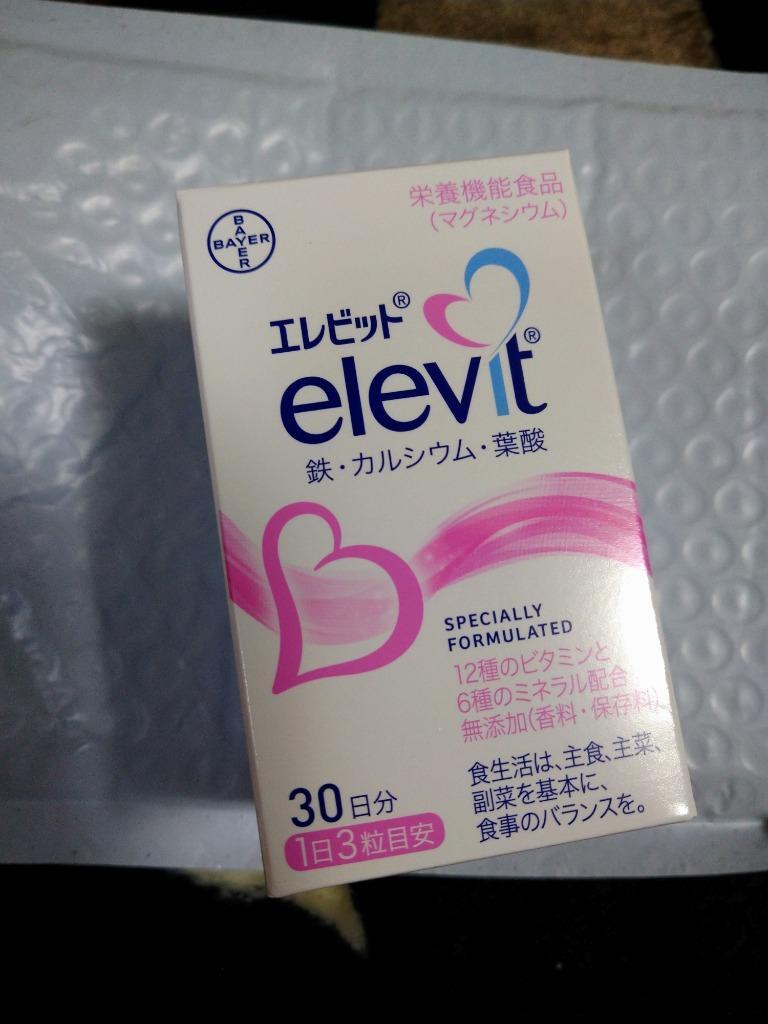 栄養機能食品
(マグネシウム)
BAYER
BAYER
エレビット®
elevit®
鉄・カルシウム・葉酸
SPECIALLY
FORMULATED
12種のビタミンと
6種のミネラル配合
無添加(香料・保存料)
30日分
1日3粒目安
食生活は、主食、主菜、
副菜を基本に、
食事のバランスを。